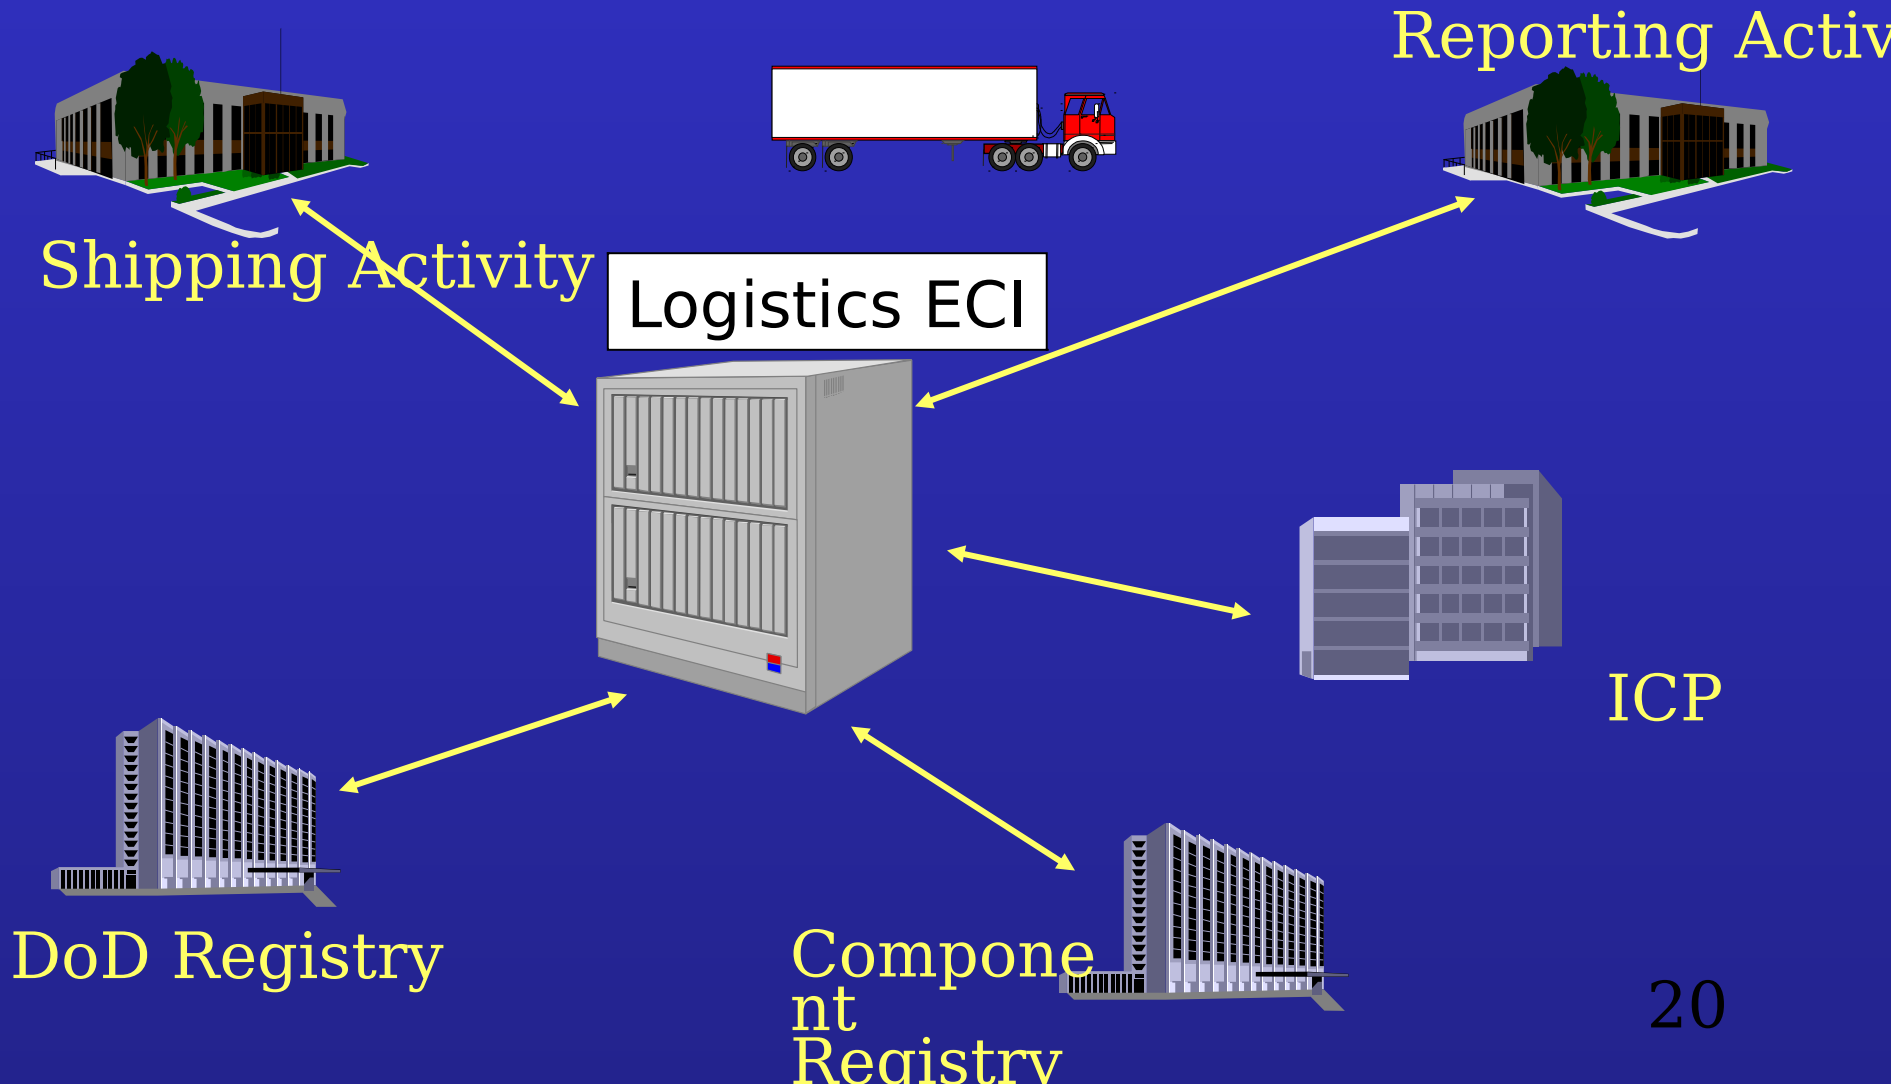 Reporting Activ
Shipping Activity
Logistics ECI
ICP
DoD Registry
Compone
nt
Registry
20